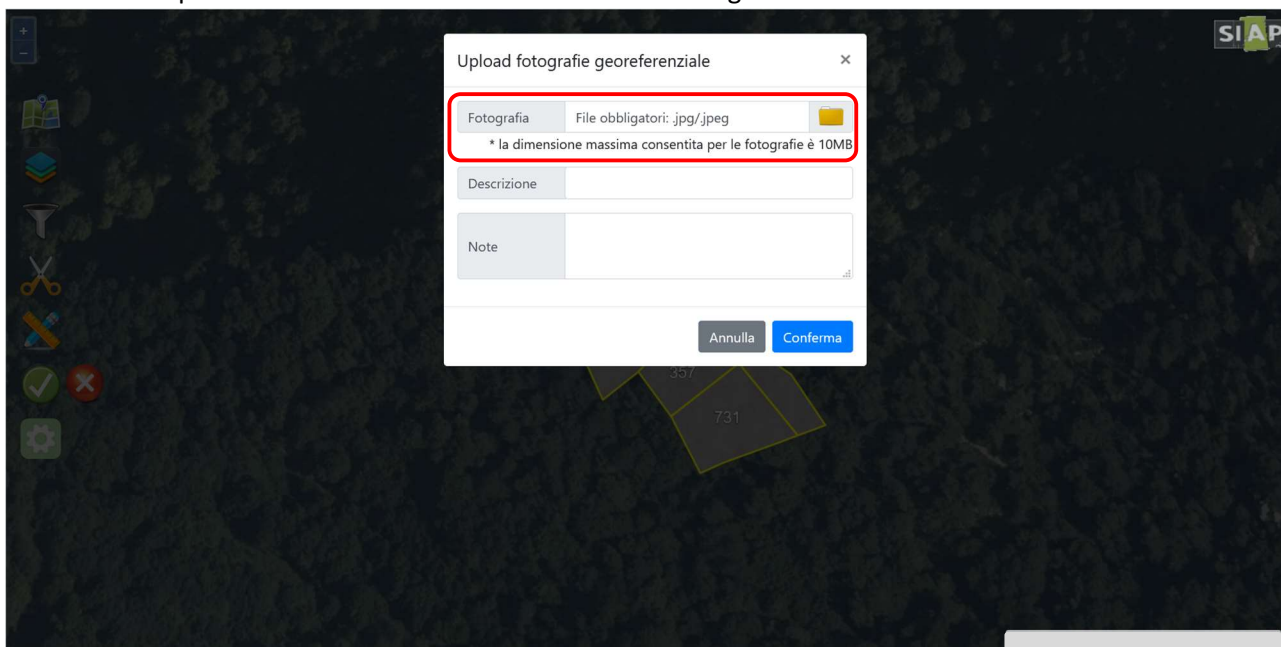 +
SIAP
-
Upload fotografie georeferenziale ×
Fotografia File obbligatori: .jpg/.jpeg
* la dimensione massima consentita per le fotografie è 10MB
Descrizione
Note
Annulla Conferma
357
731